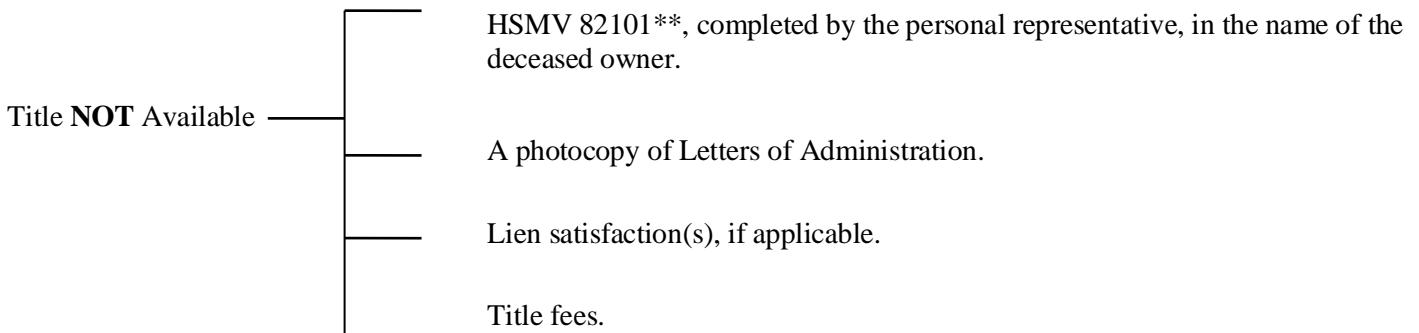 HSMV 82101**, completed by the personal representative, in the name of the
deceased owner.
Title NOT Available
A photocopy of Letters of Administration.
Lien satisfaction(s), if applicable.
Title fees.